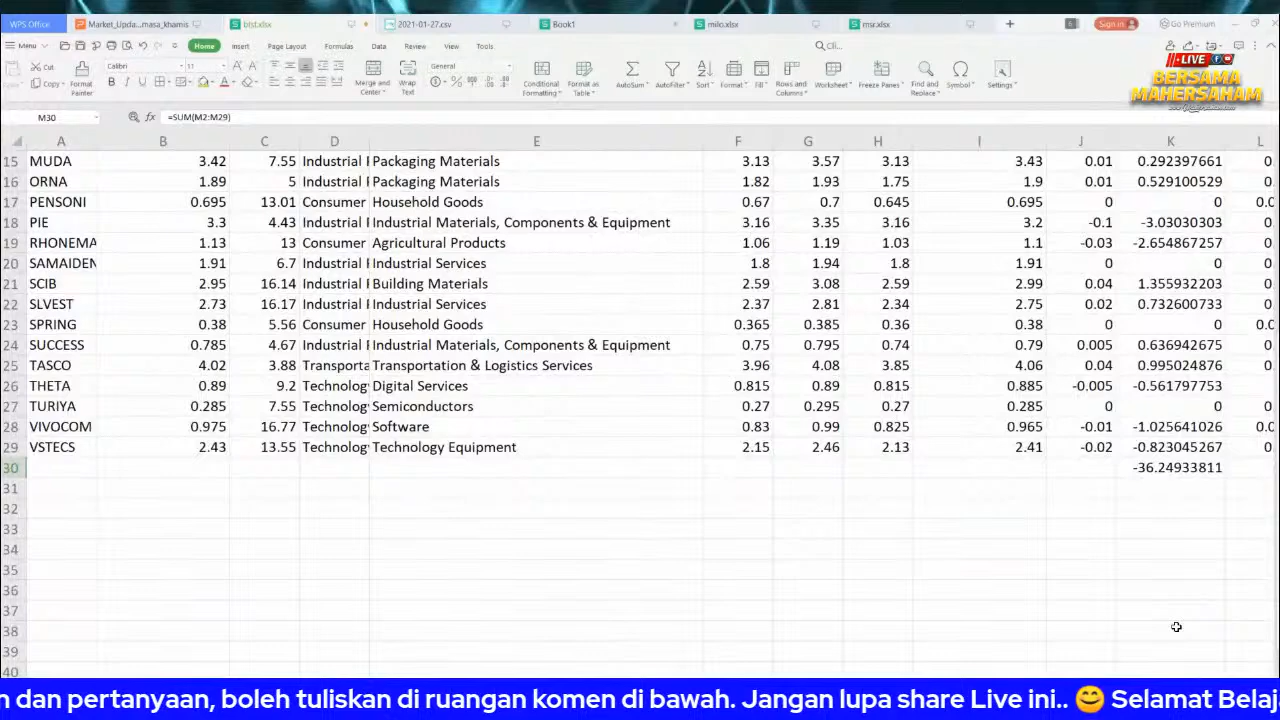 WPS Office Market_Upda...masa_khamis btst.xlsx 2021-01-27.csv Book1 milo.xlsx msr.xlsx + 6 Sign in Go Premium
Menu Home Insert Page Layout Formulas Data Review View Tools Cli...
LIVE
BERSAMA
MAHERSAHAM
Cut Calibri 11 General
Copy Format Painter B I U A Merge and Center Wrap Text Conditional Formatting AutoSum AutoFilter Sort Format Fill Rows and Columns Worksheet Freeze Panes Find and Replace Symbol Settings
Format as Table
M30 fx =SUM(M2:M29)
A B C D E F G H I J K L
15 MUDA 3.42 7.55 Industrial Packaging Materials 3.13 3.57 3.13 3.43 0.01 0.292397661 0.
16 ORNA 1.89 5 Industrial Packaging Materials 1.82 1.93 1.75 1.9 0.01 0.529100529 0.
17 PENSONI 0.695 13.01 Consumer Household Goods 0.67 0.7 0.645 0.695 0 0 0.0
18 PIE 3.3 4.43 Industrial Industrial Materials, Components & Equipment 3.16 3.35 3.16 3.2 -0.1 -3.03030303 0.
19 RHONEMA 1.13 13 Consumer Agricultural Products 1.06 1.19 1.03 1.1 -0.03 -2.654867257 0.
20 SAMAIDEN 1.91 6.7 Industrial Industrial Services 1.8 1.94 1.8 1.91 0 0 0.
21 SCIB 2.95 16.14 Industrial Building Materials 2.59 3.08 2.59 2.99 0.04 1.355932203 0.
22 SLVEST 2.73 16.17 Industrial Industrial Services 2.37 2.81 2.34 2.75 0.02 0.732600733 0.
23 SPRING 0.38 5.56 Consumer Household Goods 0.365 0.385 0.36 0.38 0 0 0.0
24 SUCCESS 0.785 4.67 Industrial Industrial Materials, Components & Equipment 0.75 0.795 0.74 0.79 0.005 0.636942675 0.
25 TASCO 4.02 3.88 Transporta Transportation & Logistics Services 3.96 4.08 3.85 4.06 0.04 0.995024876 0.
26 THETA 0.89 9.2 Technolog Digital Services 0.815 0.89 0.815 0.885 -0.005 -0.561797753 0.
27 TURIYA 0.285 7.55 Technolog Semiconductors 0.27 0.295 0.27 0.285 0 0 0.
28 VIVOCOM 0.975 16.77 Technolog Software 0.83 0.99 0.825 0.965 -0.01 -1.025641026 0.0
29 VSTECS 2.43 13.55 Technolog Technology Equipment 2.15 2.46 2.13 2.41 -0.02 -0.823045267 0.
30 -36.24933811
31
32
33
34
35
36
37
38
39
40
n dan pertanyaan, boleh tuliskan di ruangan komen di bawah. Jangan lupa share Live ini.. 😊 Selamat Belaj